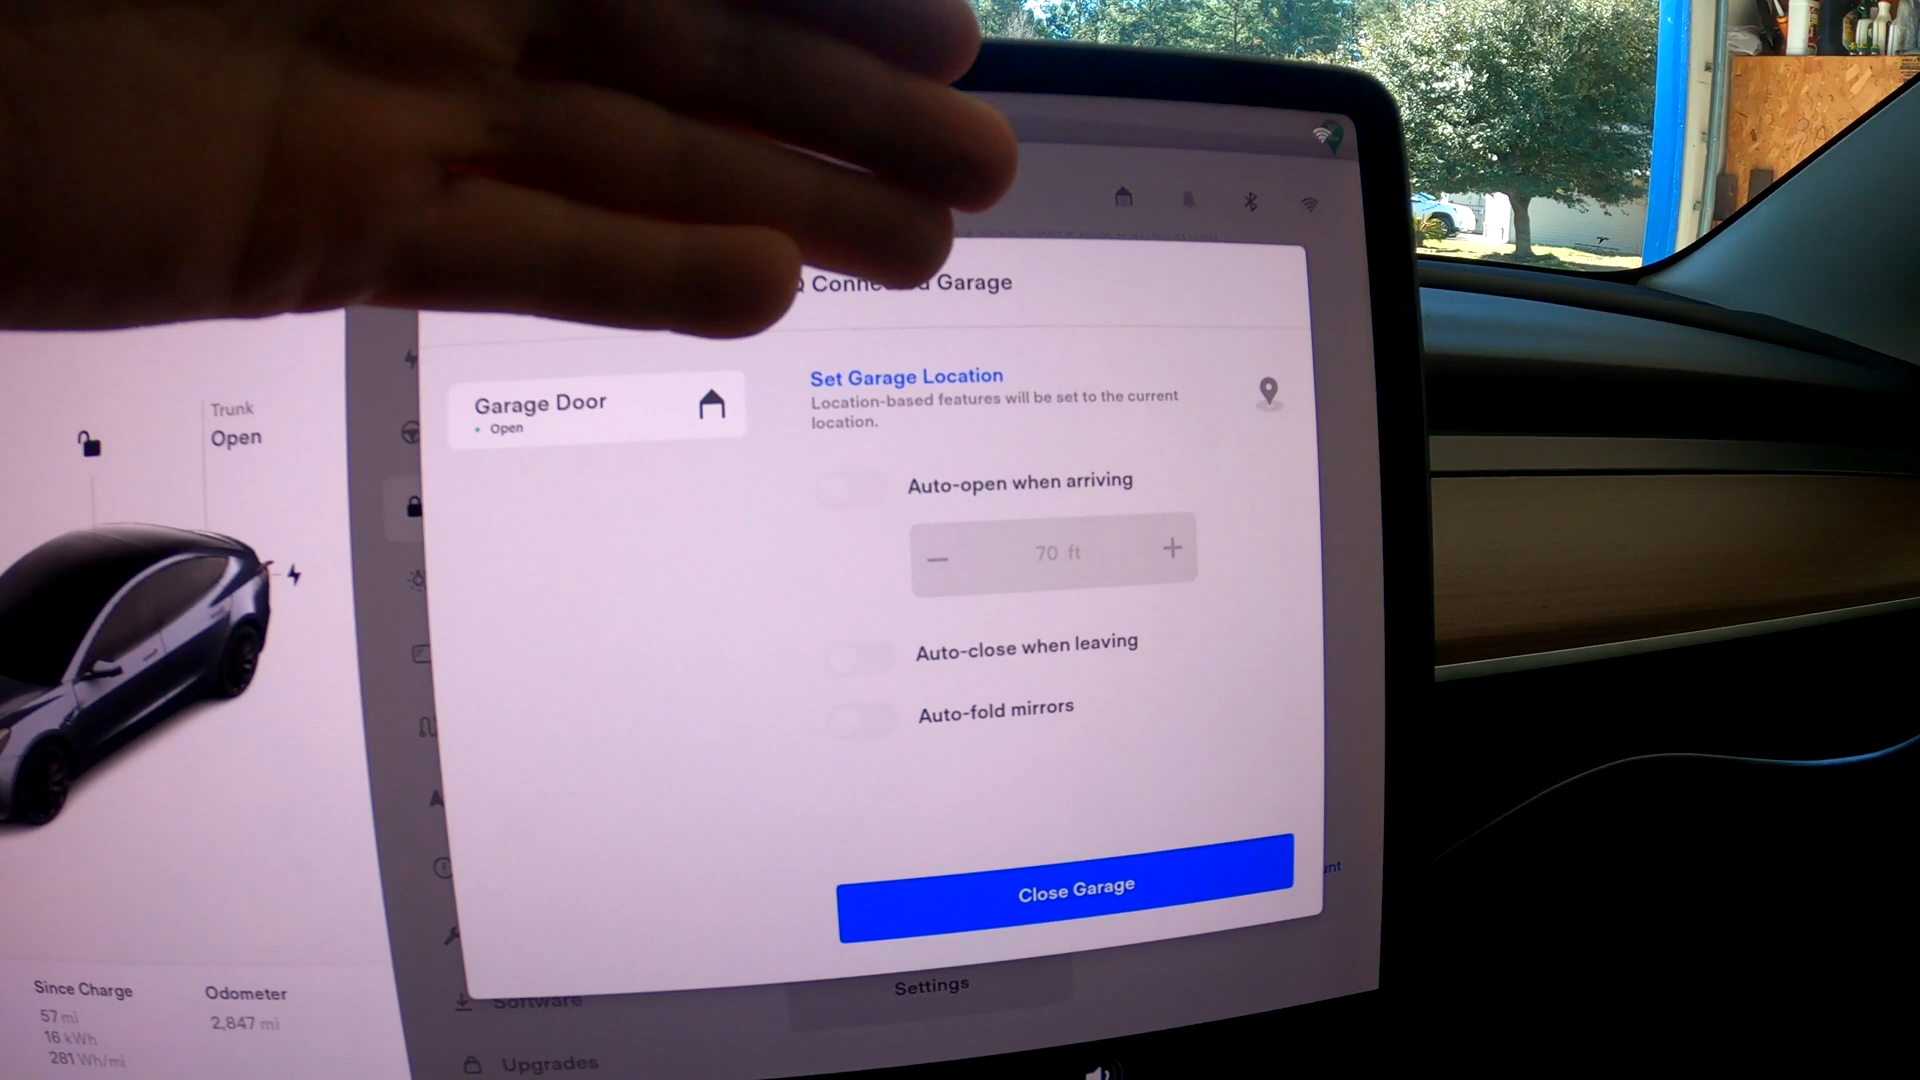 Garage
Garage Door
Open
Set Garage Location
Location-based features will be set to the current
location.
Auto-open when arriving
70 ft
Auto-close when leaving
Auto-fold mirrors
Close Garage
Trunk
Open
Since Charge
57 mi
16 kWh
281 Wh/mi
Odometer
2,847 mi
Settings
Software
Upgrades